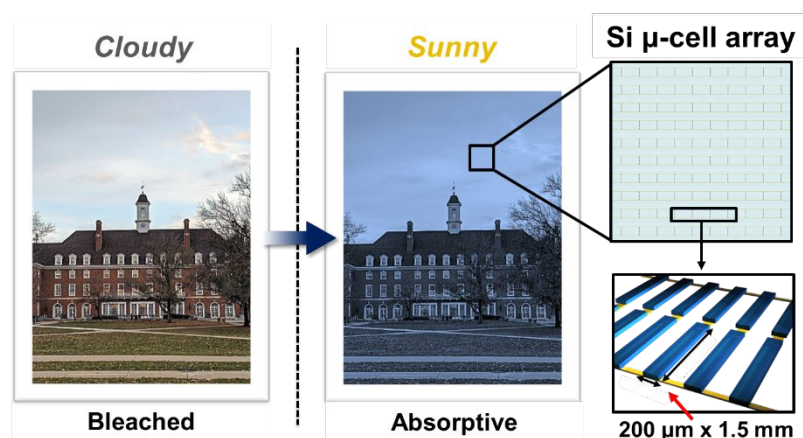 Cloudy
Sunny
Si µ-cell array
Bleached
Absorptive
200 µm x 1.5 mm